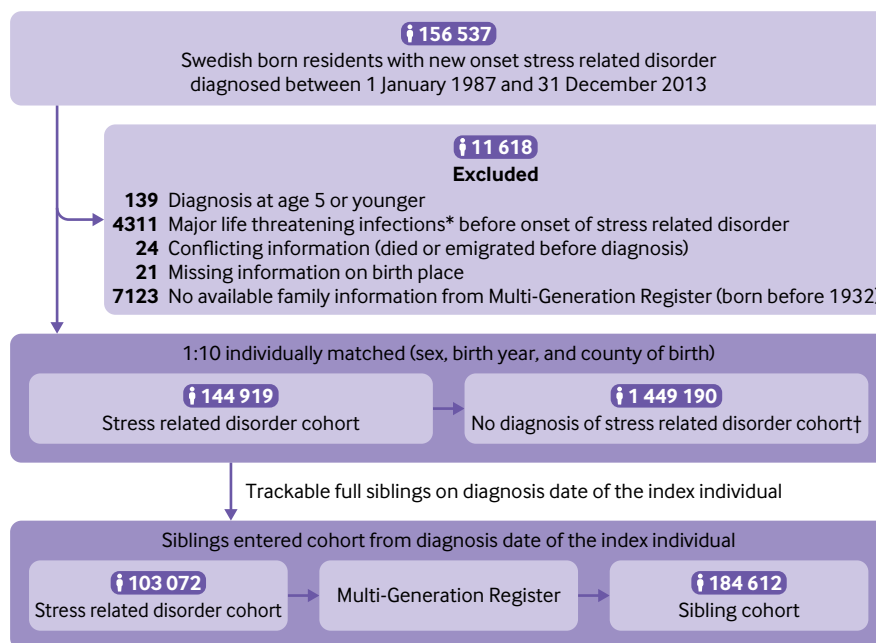 156 537
Swedish born residents with new onset stress related disorder
diagnosed between 1 January 1987 and 31 December 2013
11 618
Excluded
139 Diagnosis at age 5 or younger
4311 Major life threatening infections* before onset of stress related disorder
24 Conflicting information (died or emigrated before diagnosis)
21 Missing information on birth place
7123 No available family information from Multi-Generation Register (born before 1932)
1:10 individually matched (sex, birth year, and county of birth)
144 919
Stress related disorder cohort
1 449 190
No diagnosis of stress related disorder cohort†
Trackable full siblings on diagnosis date of the index individual
Siblings entered cohort from diagnosis date of the index individual
103 072
Stress related disorder cohort
Multi-Generation Register
184 612
Sibling cohort